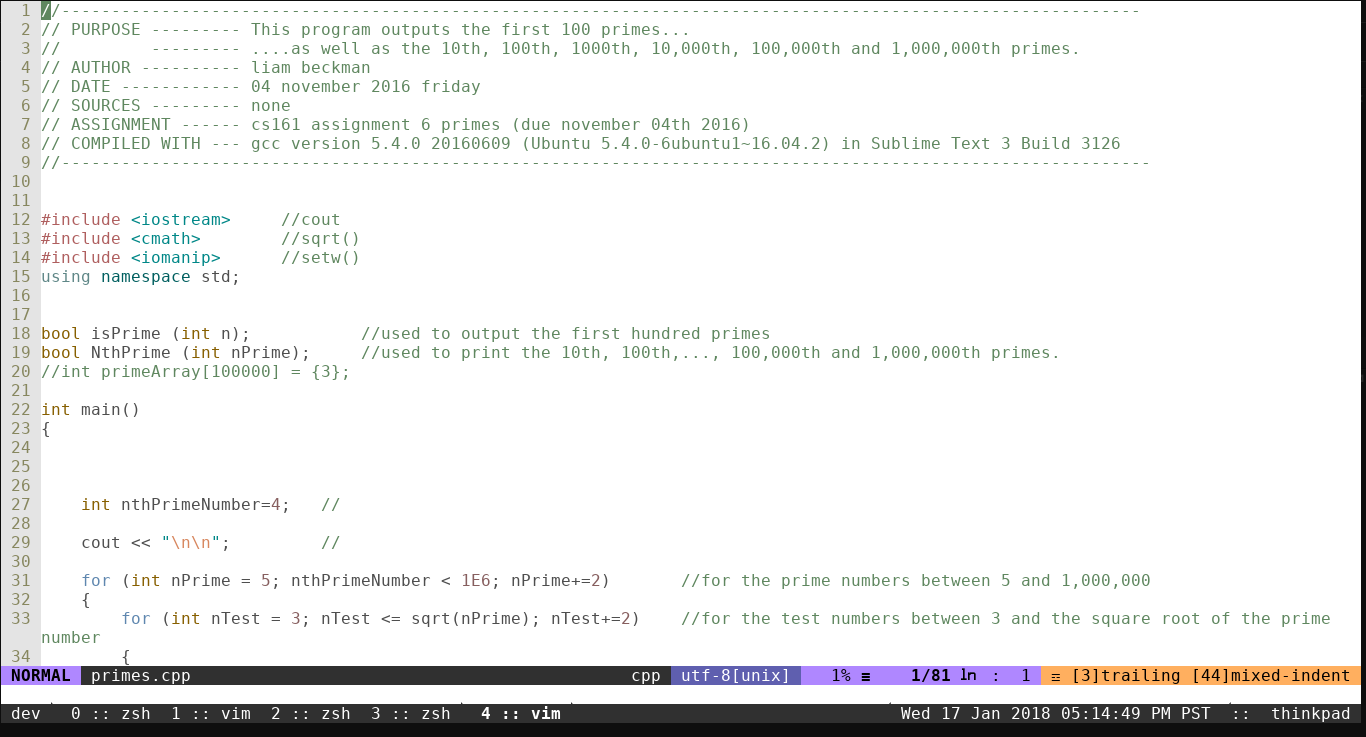 1 //------------------------------------------------------------------------------------------------------------
2 // PURPOSE --------- This program outputs the first 100 primes...
3 //         --------- ....as well as the 10th, 100th, 1000th, 10,000th, 100,000th and 1,000,000th primes.
4 // AUTHOR ---------- liam beckman
5 // DATE ------------ 04 november 2016 friday
6 // SOURCES --------- none
7 // ASSIGNMENT ------ cs161 assignment 6 primes (due november 04th 2016)
8 // COMPILED WITH --- gcc version 5.4.0 20160609 (Ubuntu 5.4.0-6ubuntu1~16.04.2) in Sublime Text 3 Build 3126
9 //-------------------------------------------------------------------------------------------------------------
10
11
12 #include <iostream>     //cout
13 #include <cmath>        //sqrt()
14 #include <iomanip>      //setw()
15 using namespace std;
16
17
18 bool isPrime (int n);           //used to output the first hundred primes
19 bool NthPrime (int nPrime);     //used to print the 10th, 100th,..., 100,000th and 1,000,000th primes.
20 //int primeArray[100000] = {3};
21
22 int main()
23 {
24
25
26
27     int nthPrimeNumber=4;   //
28
29     cout << "\n\n";         //
30
31     for (int nPrime = 5; nthPrimeNumber < 1E6; nPrime+=2)       //for the prime numbers between 5 and 1,000,000
32     {
33         for (int nTest = 3; nTest <= sqrt(nPrime); nTest+=2)    //for the test numbers between 3 and the square root of the prime
number
34         {
NORMAL  primes.cpp  cpp  utf-8[unix]  1% ≡  1/81 ㏑ :  1  ☲ [3]trailing [44]mixed-indent
dev  0 :: zsh  1 :: vim  2 :: zsh  3 :: zsh  4 :: vim  Wed 17 Jan 2018 05:14:49 PM PST  ::  thinkpad